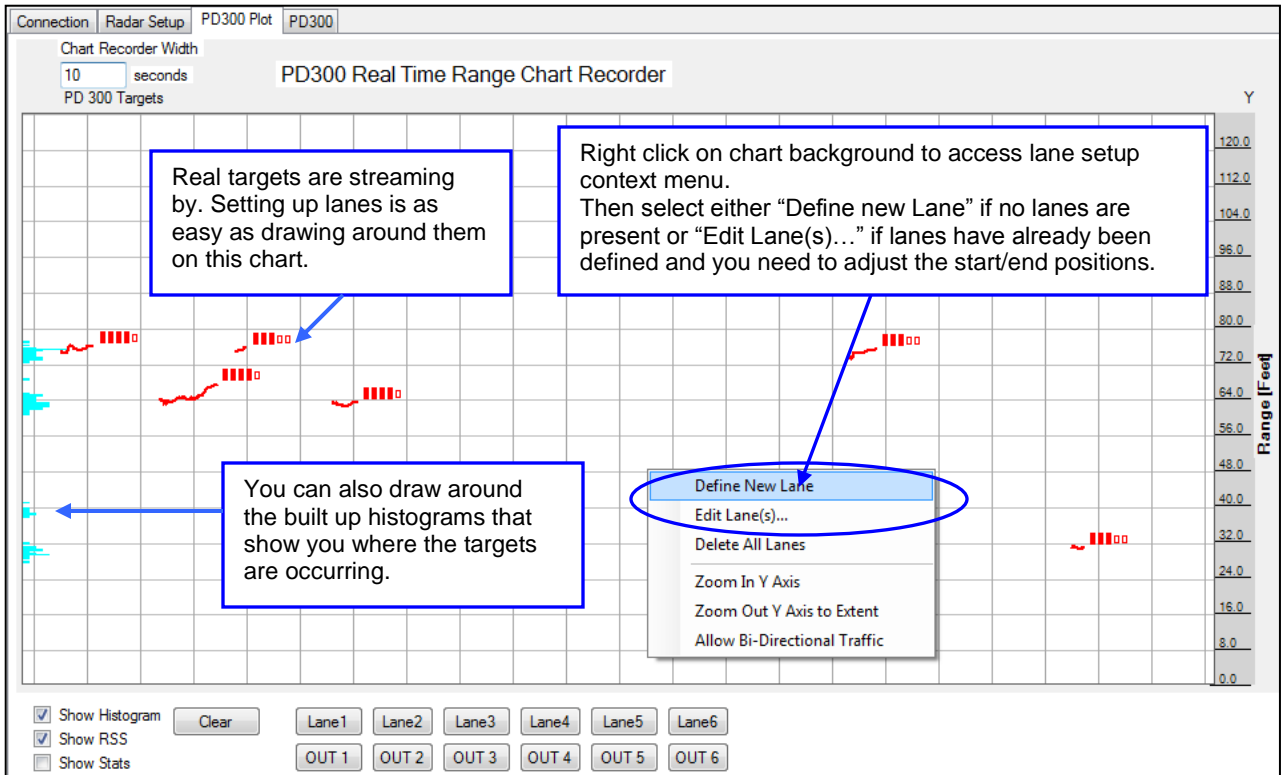 Connection Radar Setup PD300 Plot PD300
Chart Recorder Width
10 seconds
PD300 Real Time Range Chart Recorder
PD 300 Targets
Y
Real targets are streaming
by. Setting up lanes is as
easy as drawing around them
on this chart.
Right click on chart background to access lane setup
context menu.
Then select either “Define new Lane” if no lanes are
present or “Edit Lane(s)…” if lanes have already been
defined and you need to adjust the start/end positions.
120.0
112.0
104.0
96.0
88.0
80.0
72.0
64.0
56.0
48.0
40.0
32.0
24.0
16.0
8.0
0.0
Range [Feet]
You can also draw around
the built up histograms that
show you where the targets
are occurring.
Define New Lane
Edit Lane(s)...
Delete All Lanes
Zoom In Y Axis
Zoom Out Y Axis to Extent
Allow Bi-Directional Traffic
Show Histogram
Show RSS
Show Stats
Clear
Lane1 Lane2 Lane3 Lane4 Lane5 Lane6
OUT 1 OUT 2 OUT 3 OUT 4 OUT 5 OUT 6